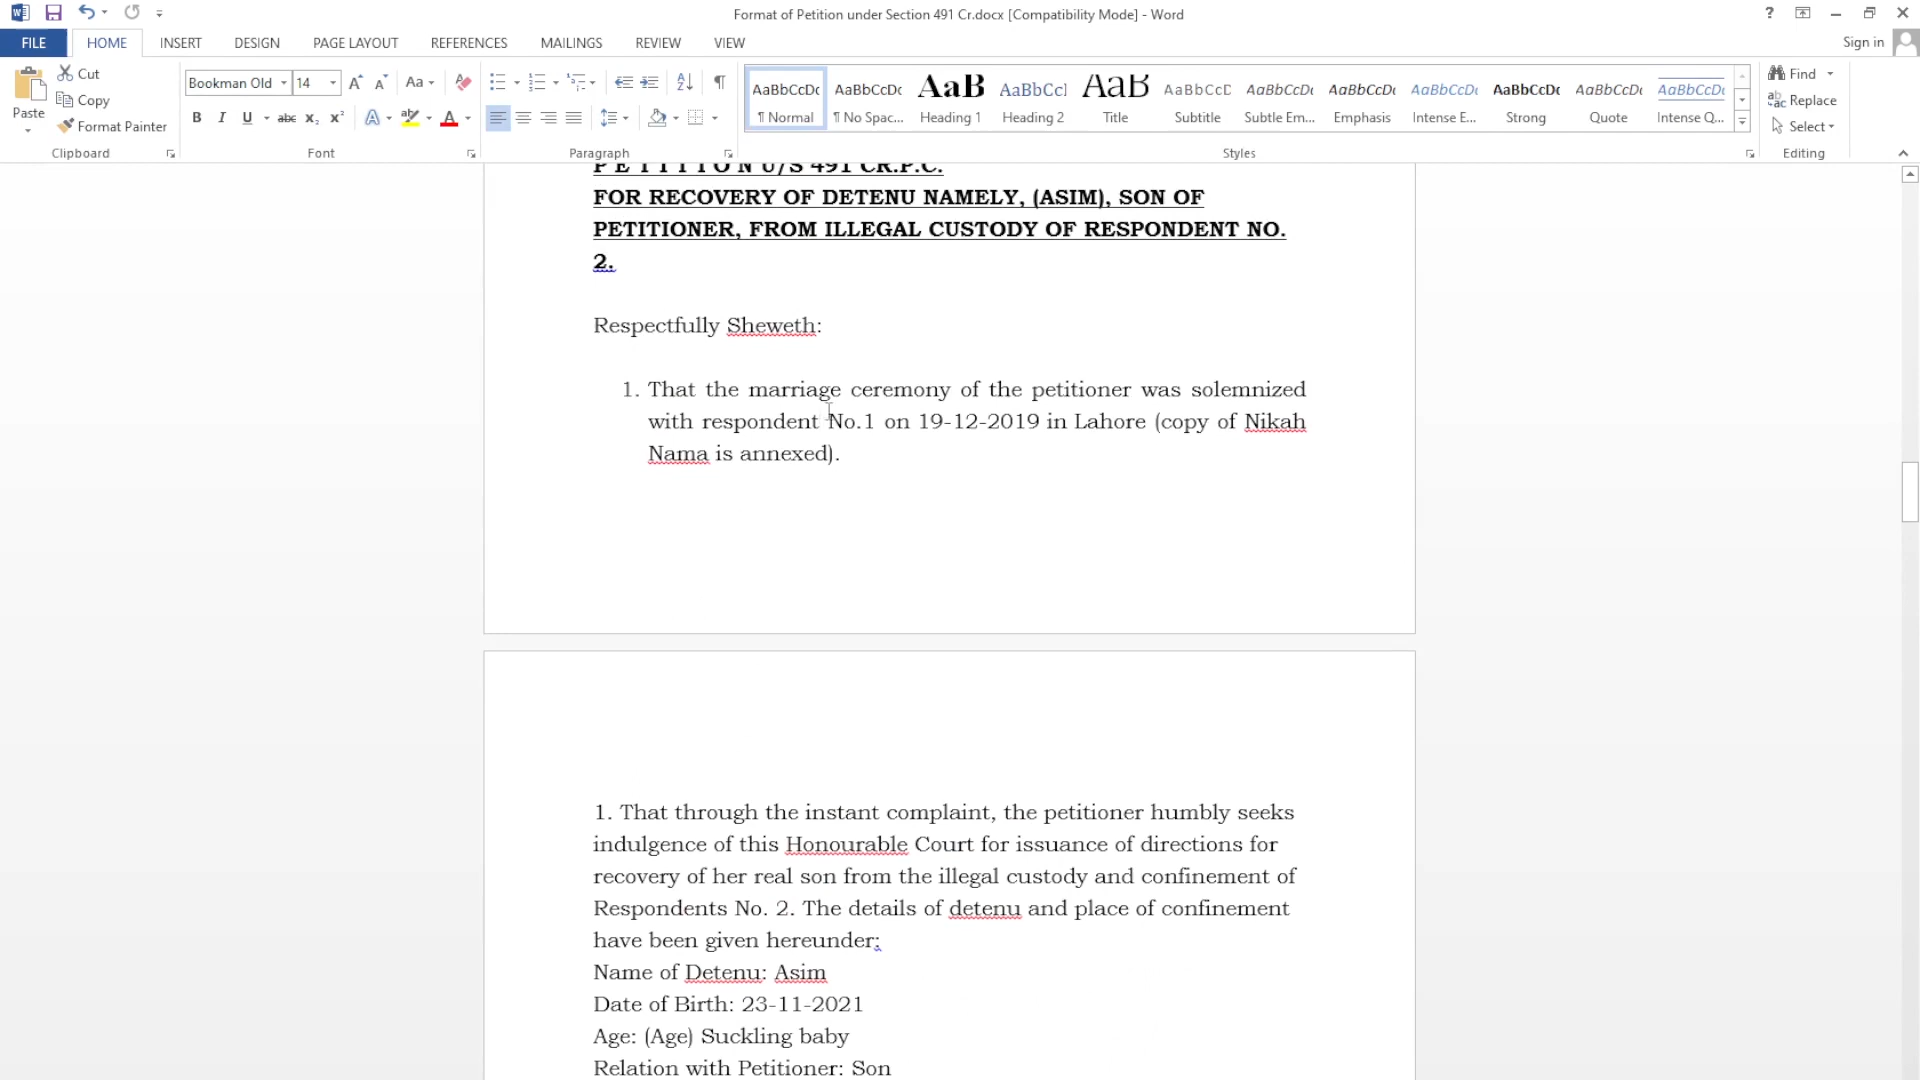 Format of Petition under Section 491 Cr.docx [Compatibility Mode] - Word
?
FILE HOME INSERT DESIGN PAGE LAYOUT REFERENCES MAILINGS REVIEW VIEW Sign in
Cut
Copy
Paste
Format Painter
Bookman Old 14 Aa
B I U abc x₂ x² A ab A
AaBbCcDc AaBbCcDc AaB AaBbCcI AaB AaBbCcD AaBbCcDc AaBbCcDc AaBbCcDc AaBbCcDc AaBbCcDc AaBbCcDc
¶ Normal ¶ No Spac... Heading 1 Heading 2 Title Subtitle Subtle Em... Emphasis Intense E... Strong Quote Intense Q...
Find
Replace
Select
Clipboard Font Paragraph Styles Editing
P E T I T I O N U/S 491 CR.P.C.
FOR RECOVERY OF DETENU NAMELY, (ASIM), SON OF
PETITIONER, FROM ILLEGAL CUSTODY OF RESPONDENT NO.
2.
Respectfully Sheweth:
1. That the marriage ceremony of the petitioner was solemnized
with respondent No.1 on 19-12-2019 in Lahore (copy of Nikah
Nama is annexed).
1. That through the instant complaint, the petitioner humbly seeks
indulgence of this Honourable Court for issuance of directions for
recovery of her real son from the illegal custody and confinement of
Respondents No. 2. The details of detenu and place of confinement
have been given hereunder;
Name of Detenu: Asim
Date of Birth: 23-11-2021
Age: (Age) Suckling baby
Relation with Petitioner: Son